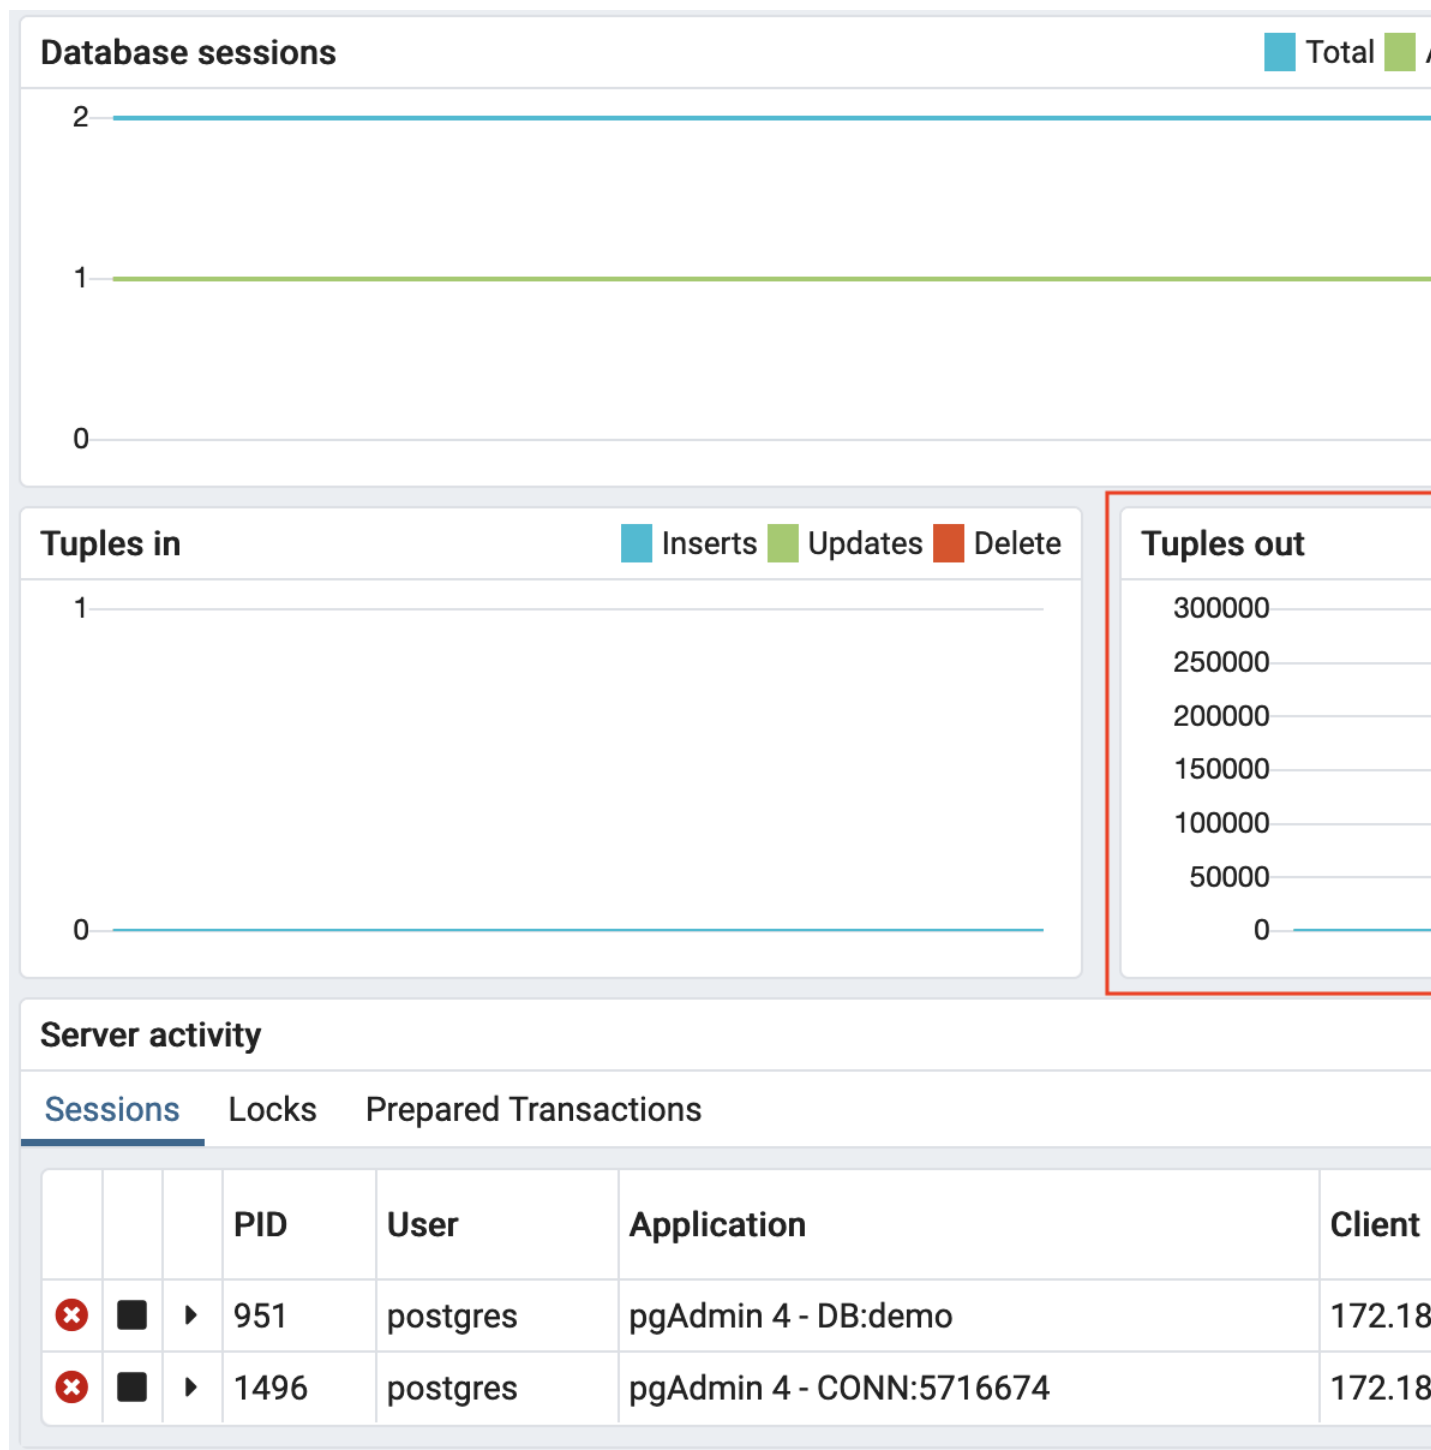 Database sessions Total
2
1
0
Tuples in Inserts Updates Delete
1
0
Tuples out
300000
250000
200000
150000
100000
50000
0
Server activity
Sessions Locks Prepared Transactions
PID User Application Client
951 postgres pgAdmin 4 - DB:demo 172.18
1496 postgres pgAdmin 4 - CONN:5716674 172.18